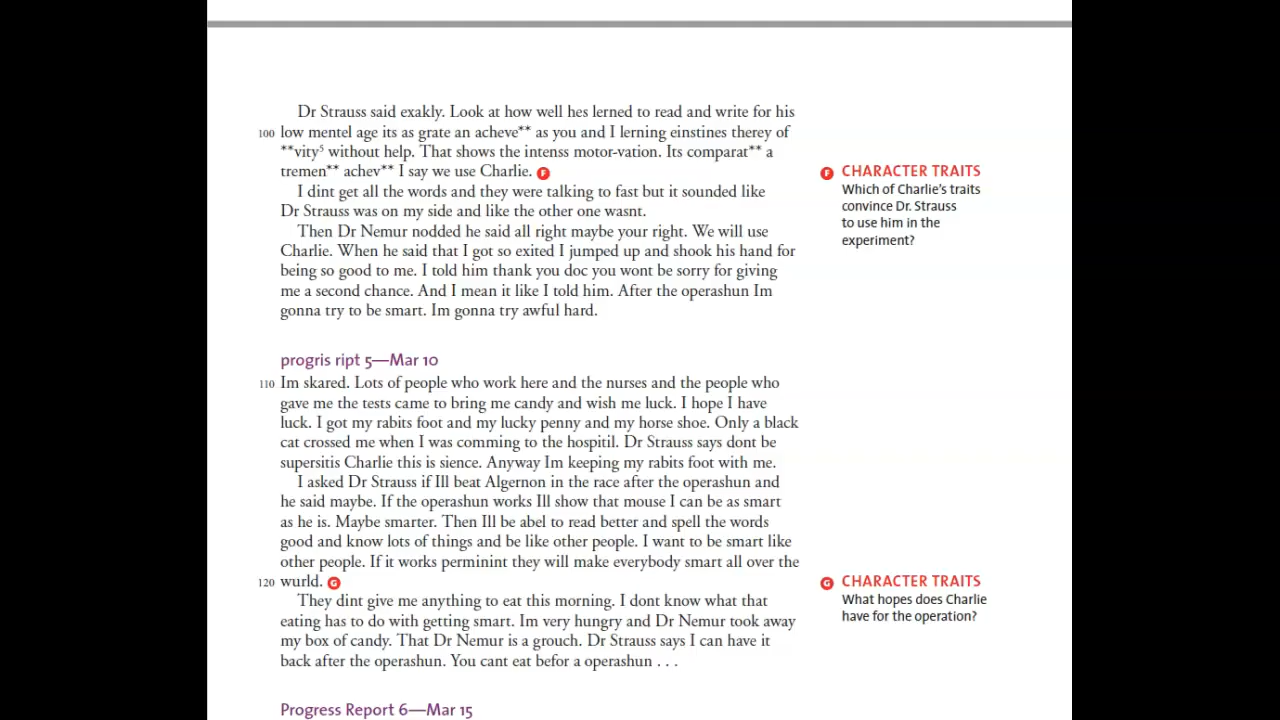 Dr Strauss said exakly. Look at how well hes lerned to read and write for his
100 low mentel age its as grate an acheve** as you and I lerning einstines therey of
**vity5 without help. That shows the intenss motor-vation. Its comparat** a
tremen** achev** I say we use Charlie. F
I dint get all the words and they were talking to fast but it sounded like
Dr Strauss was on my side and like the other one wasnt.
Then Dr Nemur nodded he said all right maybe your right. We will use
Charlie. When he said that I got so exited I jumped up and shook his hand for
being so good to me. I told him thank you doc you wont be sorry for giving
me a second chance. And I mean it like I told him. After the operashun Im
gonna try to be smart. Im gonna try awful hard.
F CHARACTER TRAITS
Which of Charlie's traits
convince Dr. Strauss
to use him in the
experiment?
progris ript 5—Mar 10
110 Im skared. Lots of people who work here and the nurses and the people who
gave me the tests came to bring me candy and wish me luck. I hope I have
luck. I got my rabits foot and my lucky penny and my horse shoe. Only a black
cat crossed me when I was comming to the hospitil. Dr Strauss says dont be
supersitis Charlie this is sience. Anyway Im keeping my rabits foot with me.
I asked Dr Strauss if Ill beat Algernon in the race after the operashun and
he said maybe. If the operashun works Ill show that mouse I can be as smart
as he is. Maybe smarter. Then Ill be abel to read better and spell the words
good and know lots of things and be like other people. I want to be smart like
other people. If it works perminint they will make everybody smart all over the
120 wurld. G
They dint give me anything to eat this morning. I dont know what that
eating has to do with getting smart. Im very hungry and Dr Nemur took away
my box of candy. That Dr Nemur is a grouch. Dr Strauss says I can have it
back after the operashun. You cant eat befor a operashun . . .
G CHARACTER TRAITS
What hopes does Charlie
have for the operation?
Progress Report 6—Mar 15